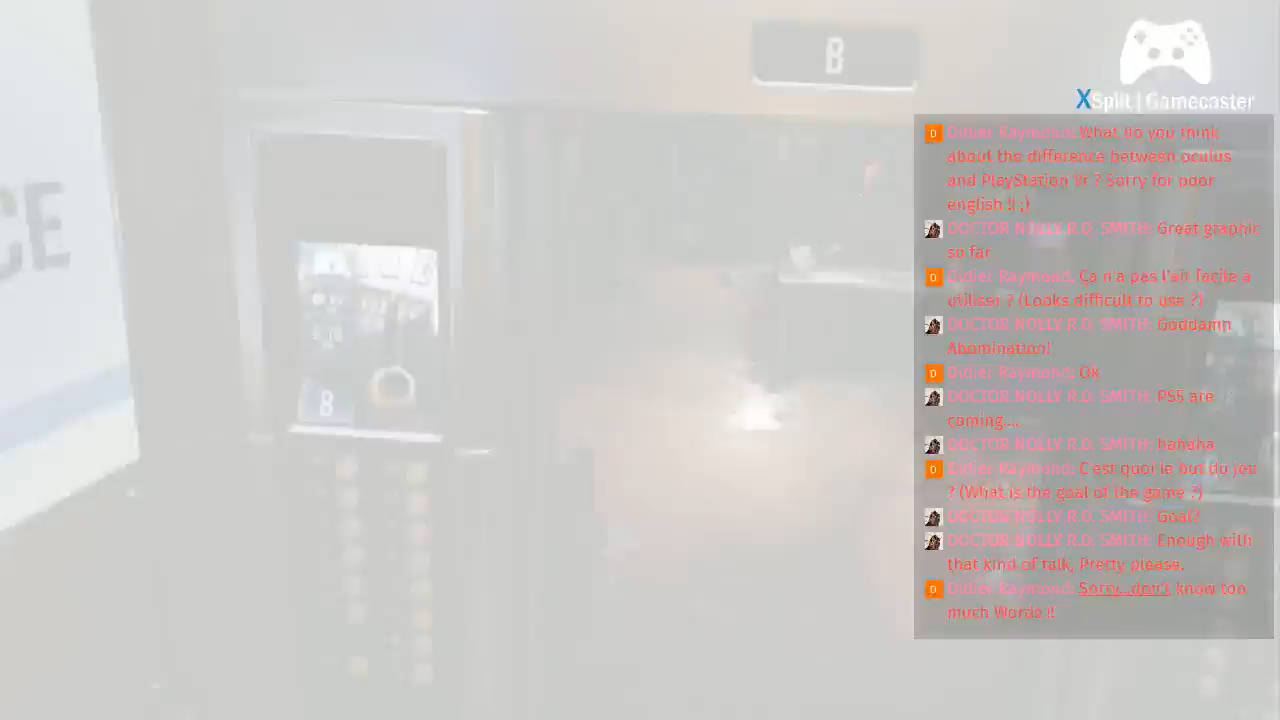 B
XSplit | Gamecaster
CE
Didier Raymond: What do you think
about the difference between oculus
and PlayStation Vr ? Sorry for poor
english !! ;)
DOCTOR NOLLY R.D. SMITH: Great graphic
so far
Didier Raymond: Ca n'a pas l'air facile à
utiliser ? (Looks difficult to use ?)
DOCTOR NOLLY R.D. SMITH: Goddamn
Abomination!
Didier Raymond: Ok
DOCTOR NOLLY R.D. SMITH: PS5 are
coming...
DOCTOR NOLLY R.D. SMITH: hahaha
Didier Raymond: C'est quoi le but du jeu
? (What is the goal of the game ?)
DOCTOR NOLLY R.D. SMITH: Goal?
DOCTOR NOLLY R.D. SMITH: Enough with
that kind of talk, Pretty please.
Didier Raymond: Sorry...don't know too
much Words !!
8